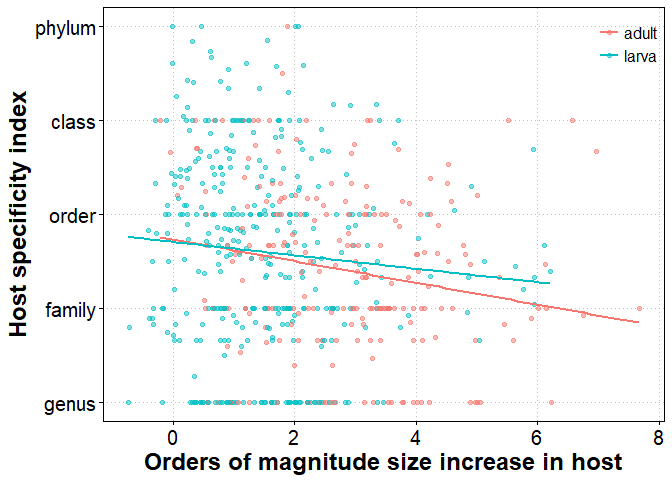 phylum
class
order
family
genus
Host specificity index
0 2 4 6 8
Orders of magnitude size increase in host
adult
larva